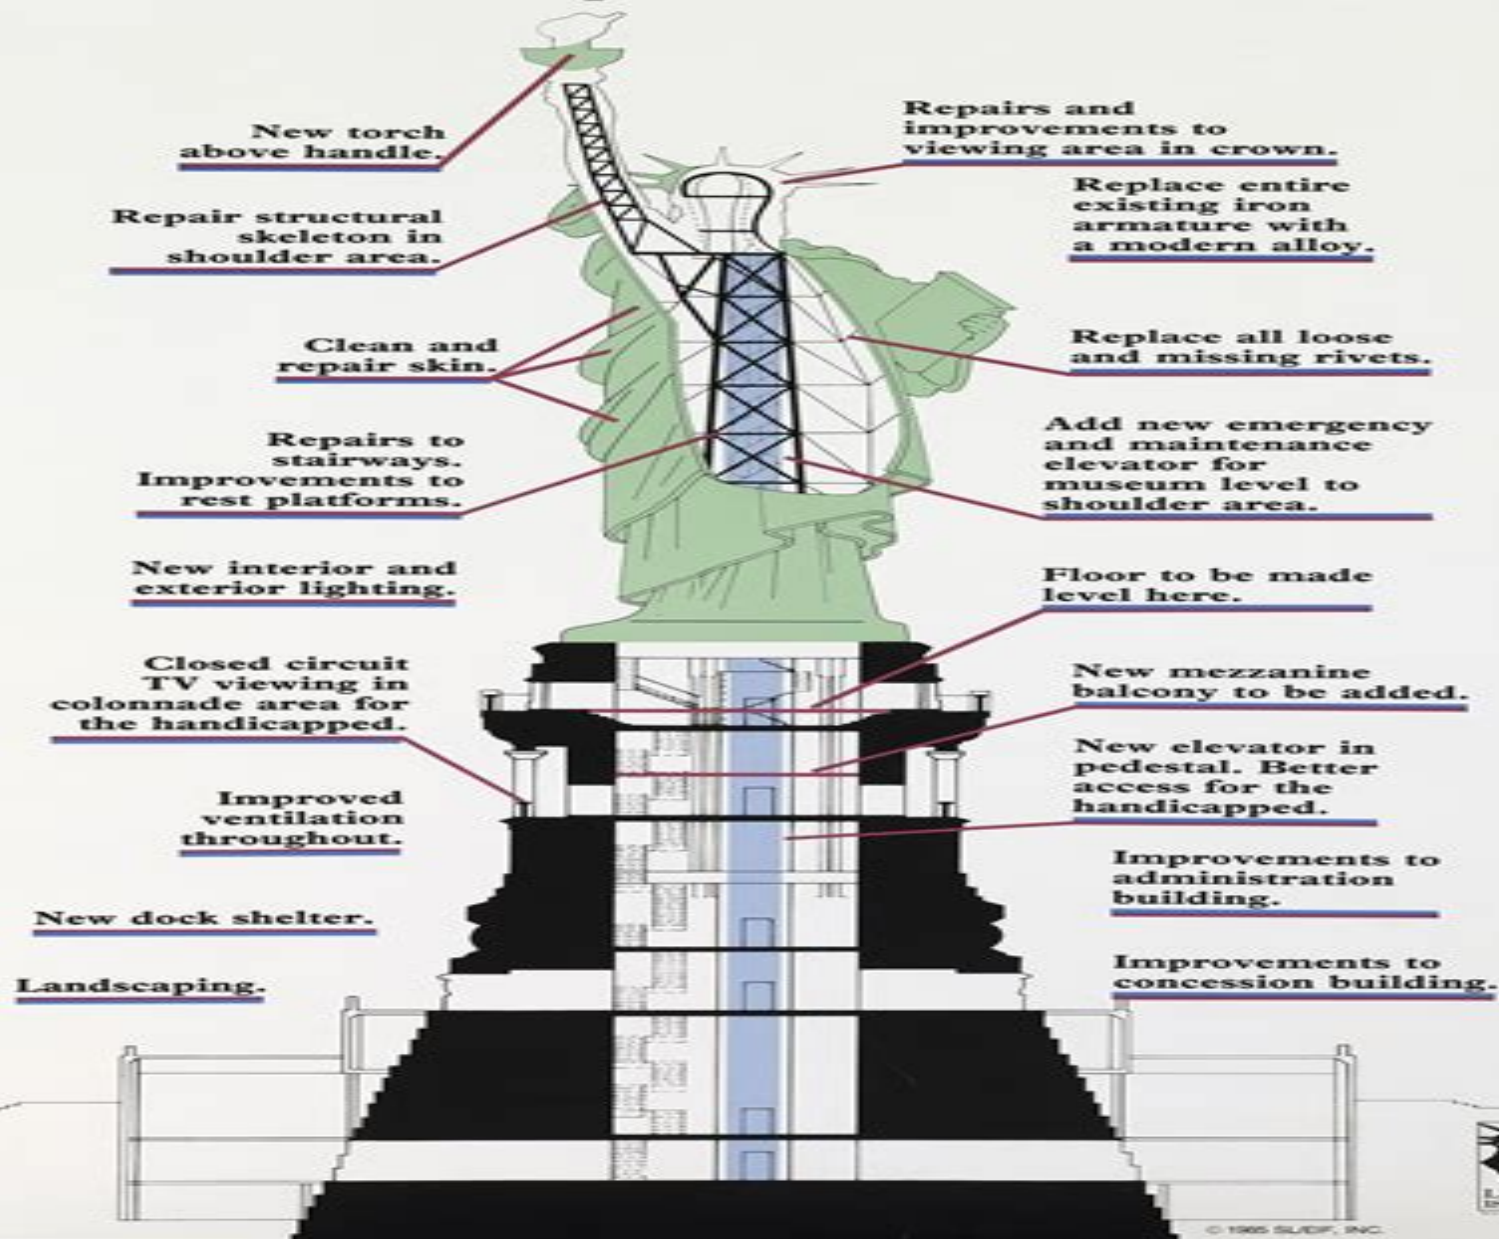 New torch
above handle.
Repair structural
skeleton in
shoulder area.
Clean and
repair skin.
Repairs to
stairways.
Improvements to
rest platforms.
New interior and
exterior lighting.
Closed circuit
TV viewing in
colonnade area for
the handicapped.
Improved
ventilation
throughout.
New dock shelter.
Landscaping.
Repairs and
improvements to
viewing area in crown.
Replace entire
existing iron
armature with
a modern alloy.
Replace all loose
and missing rivets.
Add new emergency
and maintenance
elevator for
museum level to
shoulder area.
Floor to be made
level here.
New mezzanine
balcony to be added.
New elevator in
pedestal. Better
access for the
handicapped.
Improvements to
administration
building.
Improvements to
concession building.
© 1985 SL/EIF, INC.